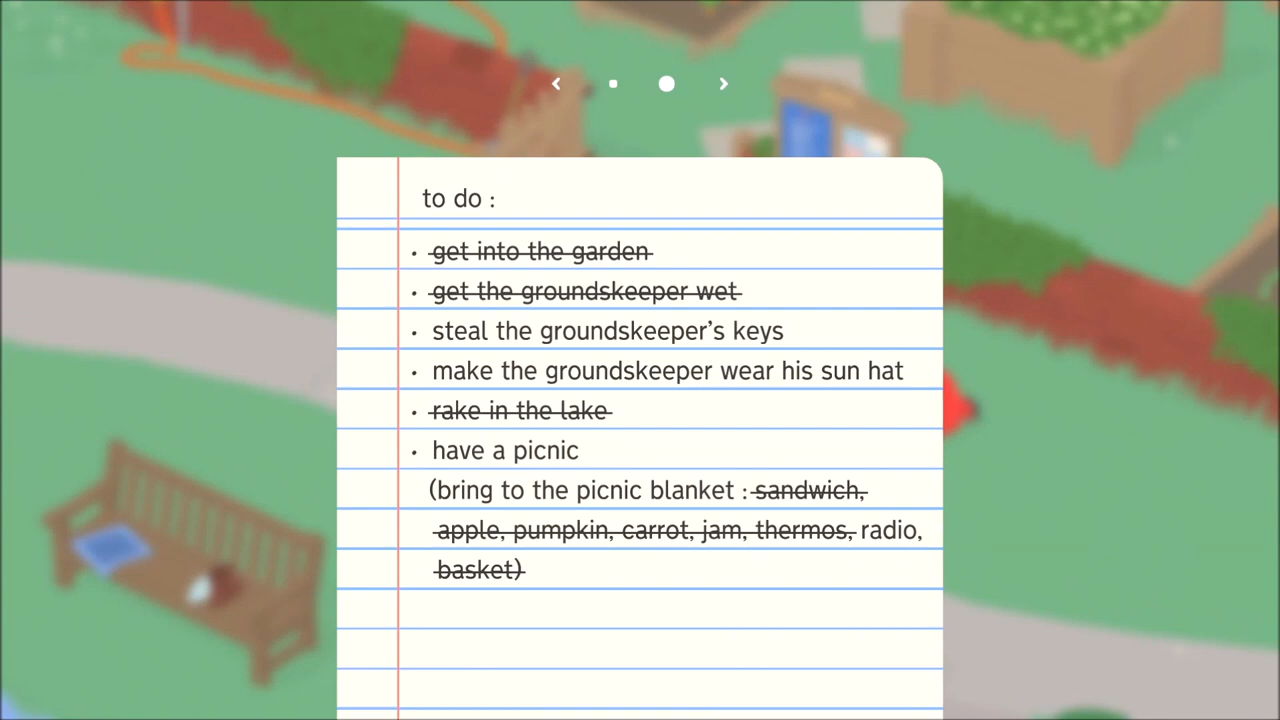 to do :
· get into the garden
· get the groundskeeper wet
· steal the groundskeeper's keys
· make the groundskeeper wear his sun hat
· rake in the lake
· have a picnic
(bring to the picnic blanket : sandwich,
apple, pumpkin, carrot, jam, thermos, radio,
basket)